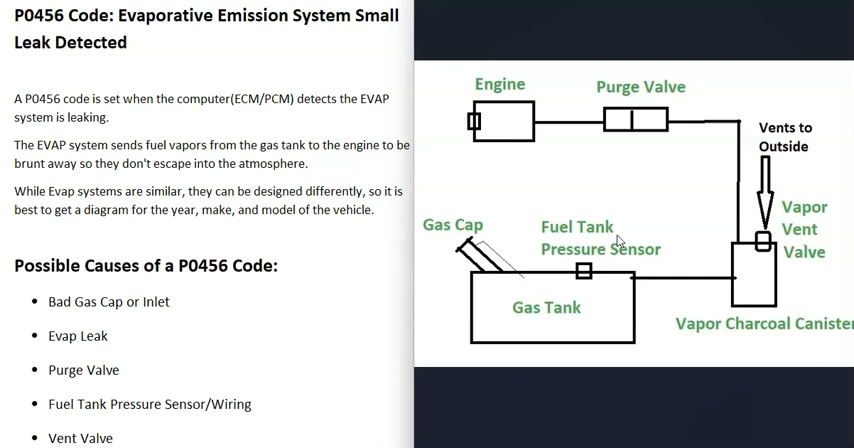 P0456 Code: Evaporative Emission System Small
Leak Detected
A P0456 code is set when the computer(ECM/PCM) detects the EVAP
system is leaking.
The EVAP system sends fuel vapors from the gas tank to the engine to be
brunt away so they don't escape into the atmosphere.
While Evap systems are similar, they can be designed differently, so it is
best to get a diagram for the year, make, and model of the vehicle.
Possible Causes of a P0456 Code:
• Bad Gas Cap or Inlet
• Evap Leak
• Purge Valve
• Fuel Tank Pressure Sensor/Wiring
• Vent Valve
Engine
Purge Valve
Vents to
Outside
Vapor
Vent
Valve
Gas Cap
Fuel Tank
Pressure Sensor
Gas Tank
Vapor Charcoal Caniste